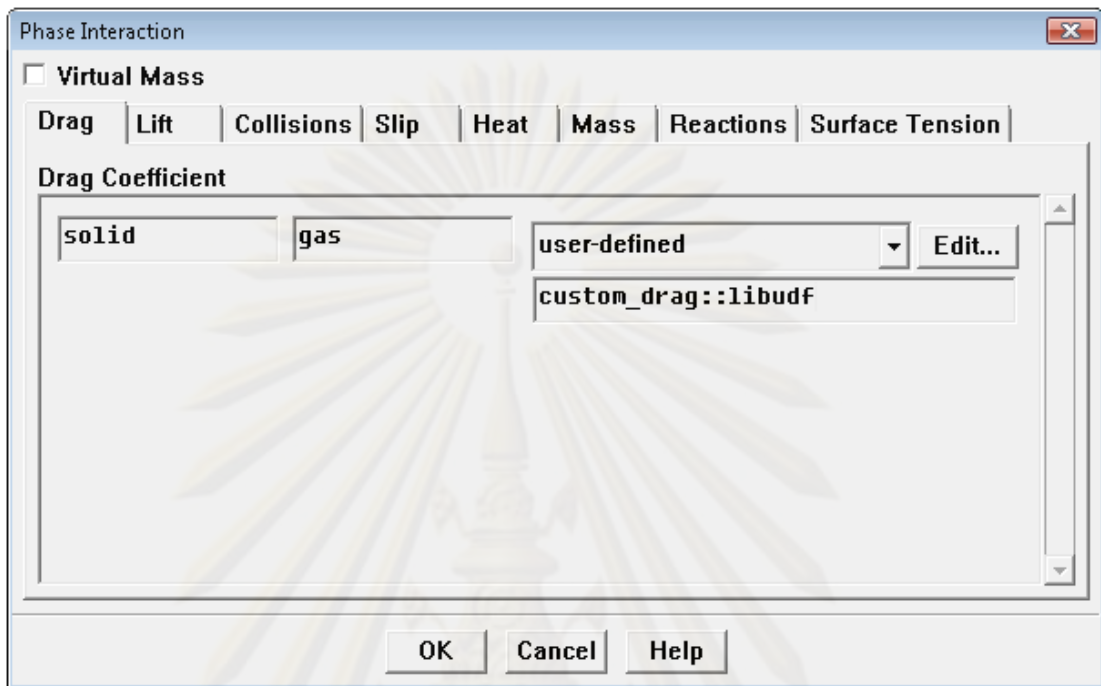 Phase Interaction
Virtual Mass
Drag Lift Collisions Slip Heat Mass Reactions Surface Tension
Drag Coefficient
solid gas user-defined Edit...
custom_drag::libudf
OK Cancel Help